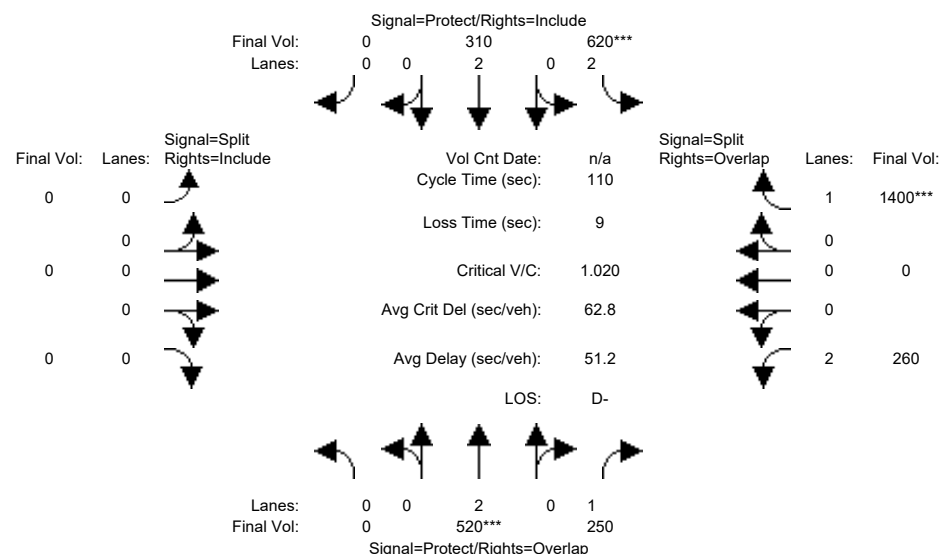 Signal=Protect/Rights=Include
Final Vol: 0 310 620***
Lanes: 0 0 2 0 2
Signal=Split Signal=Split
Final Vol: Lanes: Rights=Include Vol Cnt Date: n/a Rights=Overlap Lanes: Final Vol:
Cycle Time (sec): 110
0 0 1 1400***
Loss Time (sec): 9
0 0
0 0 Critical V/C: 1.020 0 0
0 Avg Crit Del (sec/veh): 62.8 0
0 0 Avg Delay (sec/veh): 51.2 2 260
LOS: D-
Lanes: 0 0 2 0 1
Final Vol: 0 520*** 250
Signal=Protect/Rights=Overlap